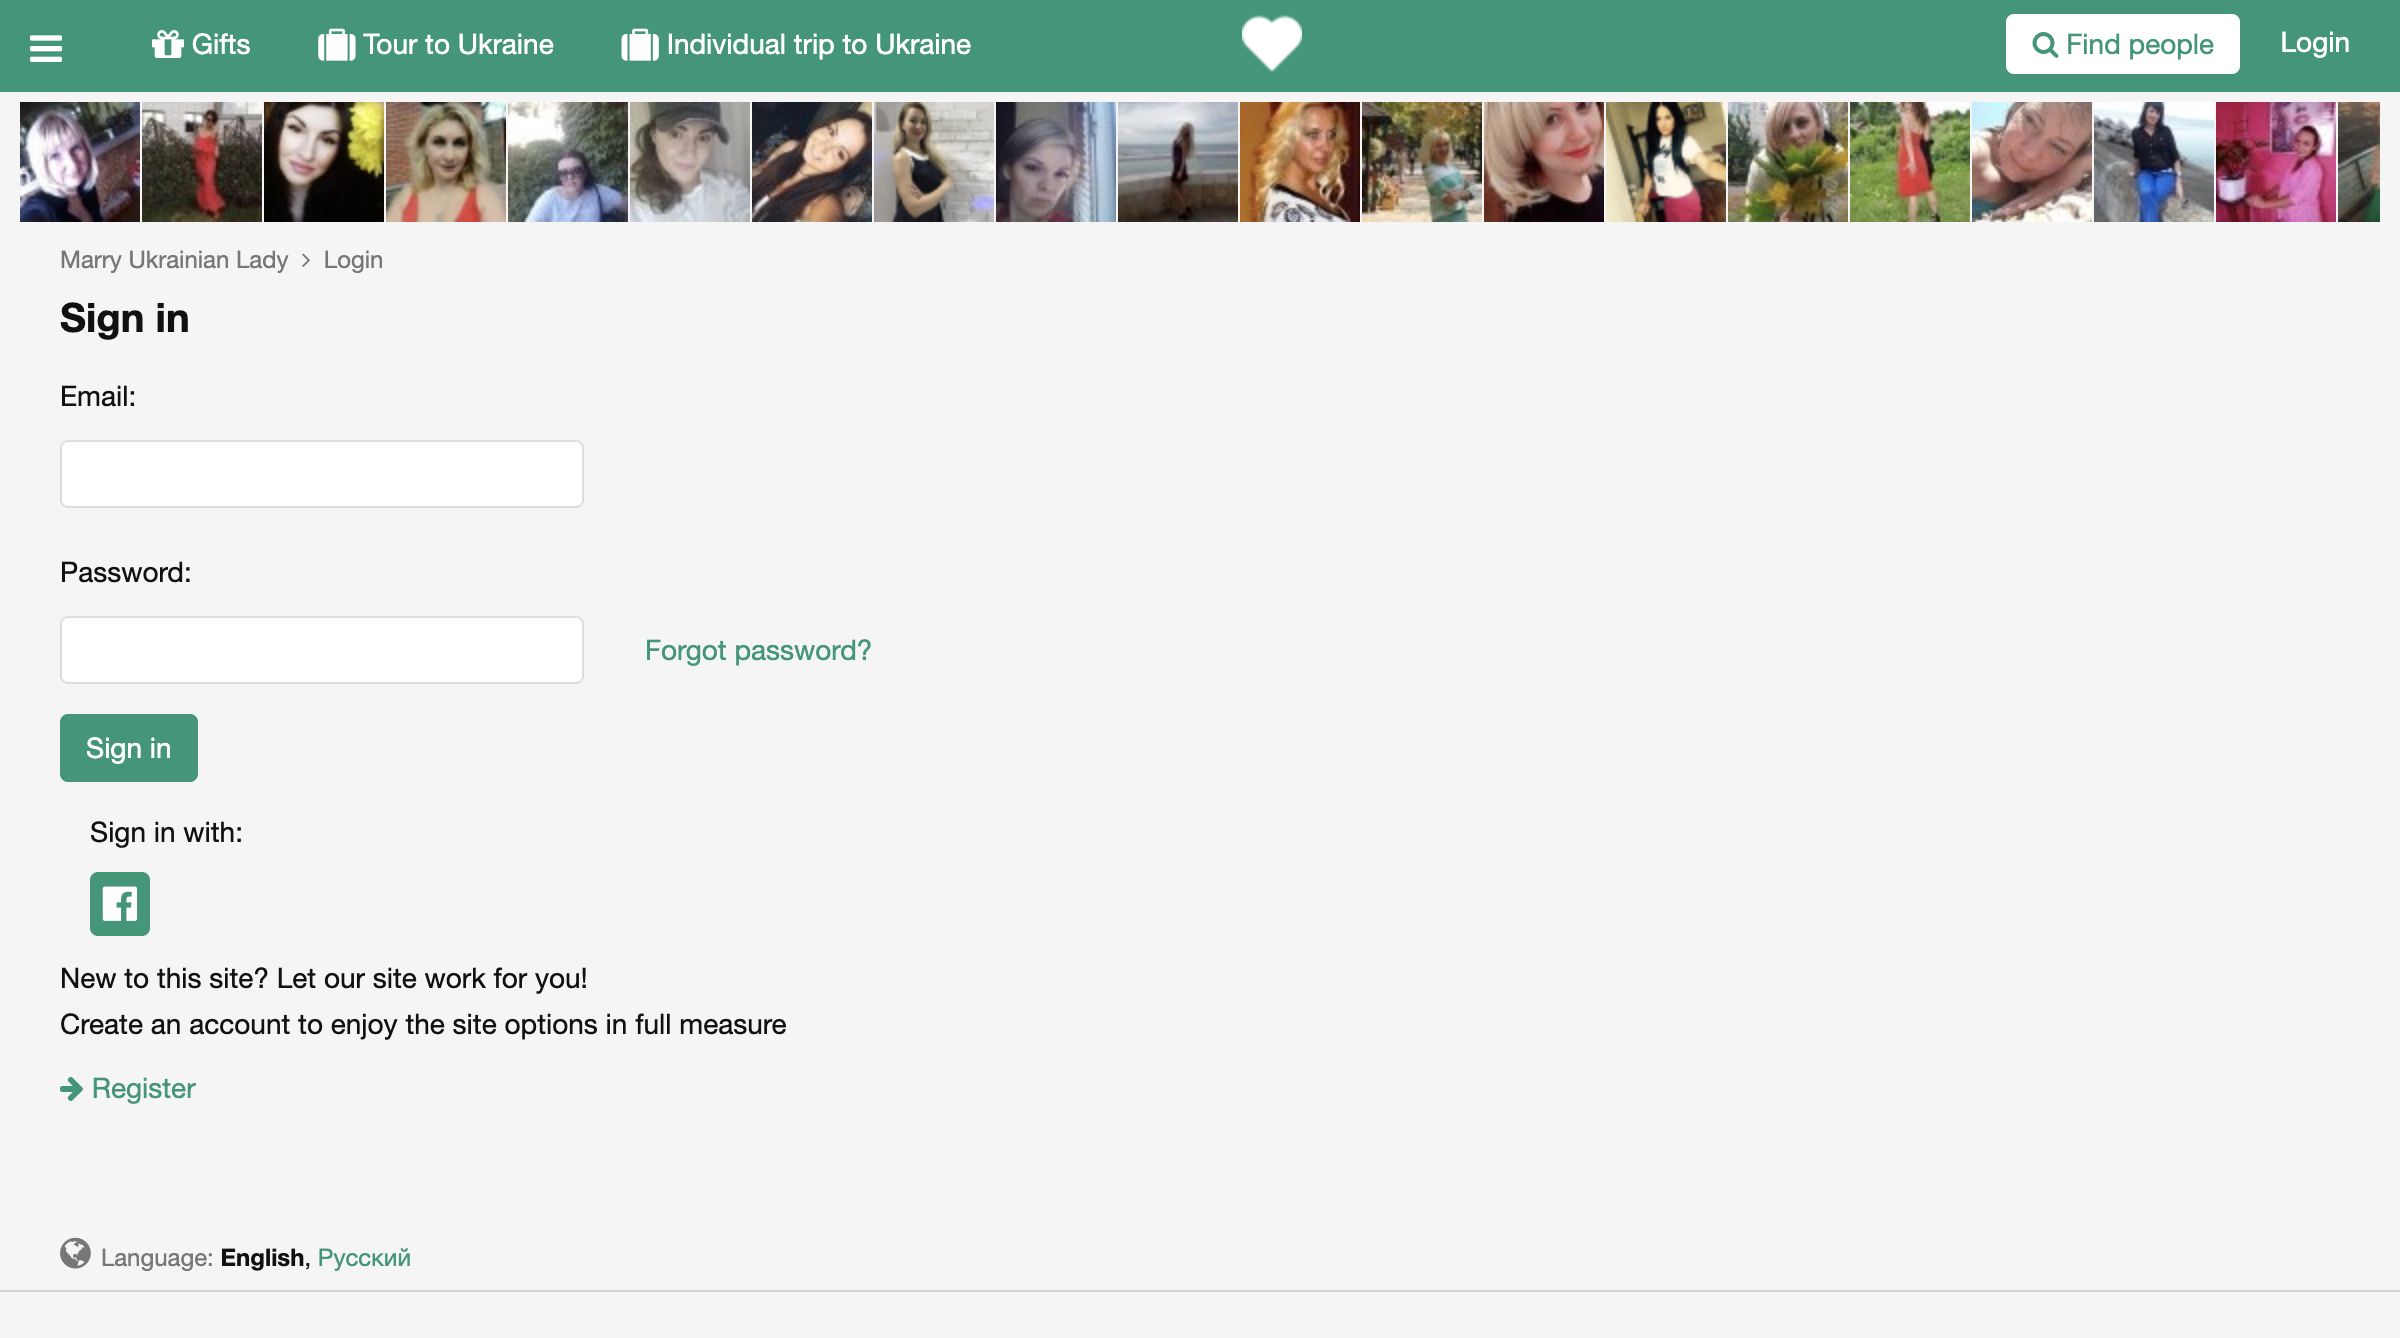 Gifts
Tour to Ukraine
Individual trip to Ukraine
Find people
Login
Marry Ukrainian Lady > Login
Sign in
Email:
Password:
Forgot password?
Sign in
Sign in with:
New to this site? Let our site work for you!
Create an account to enjoy the site options in full measure
Register
Language: English, Русский